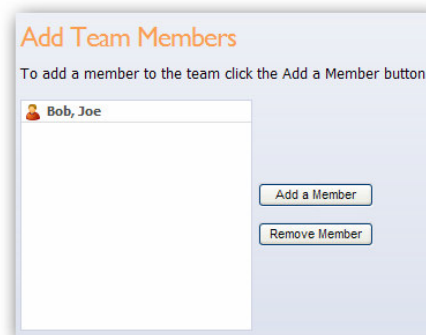 Add Team Members
To add a member to the team click the Add a Member button
Bob, Joe
Add a Member
Remove Member